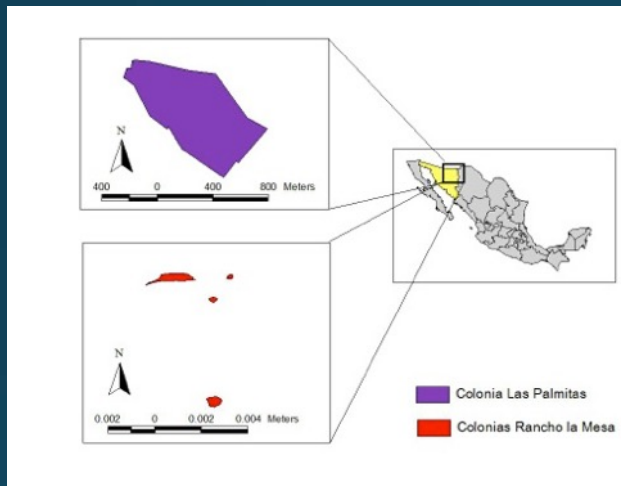 N
400 0 400 800 Meters
N
0.002 0 0.002 0.004 Meters
Colonia Las Palmitas
Colonias Rancho la Mesa